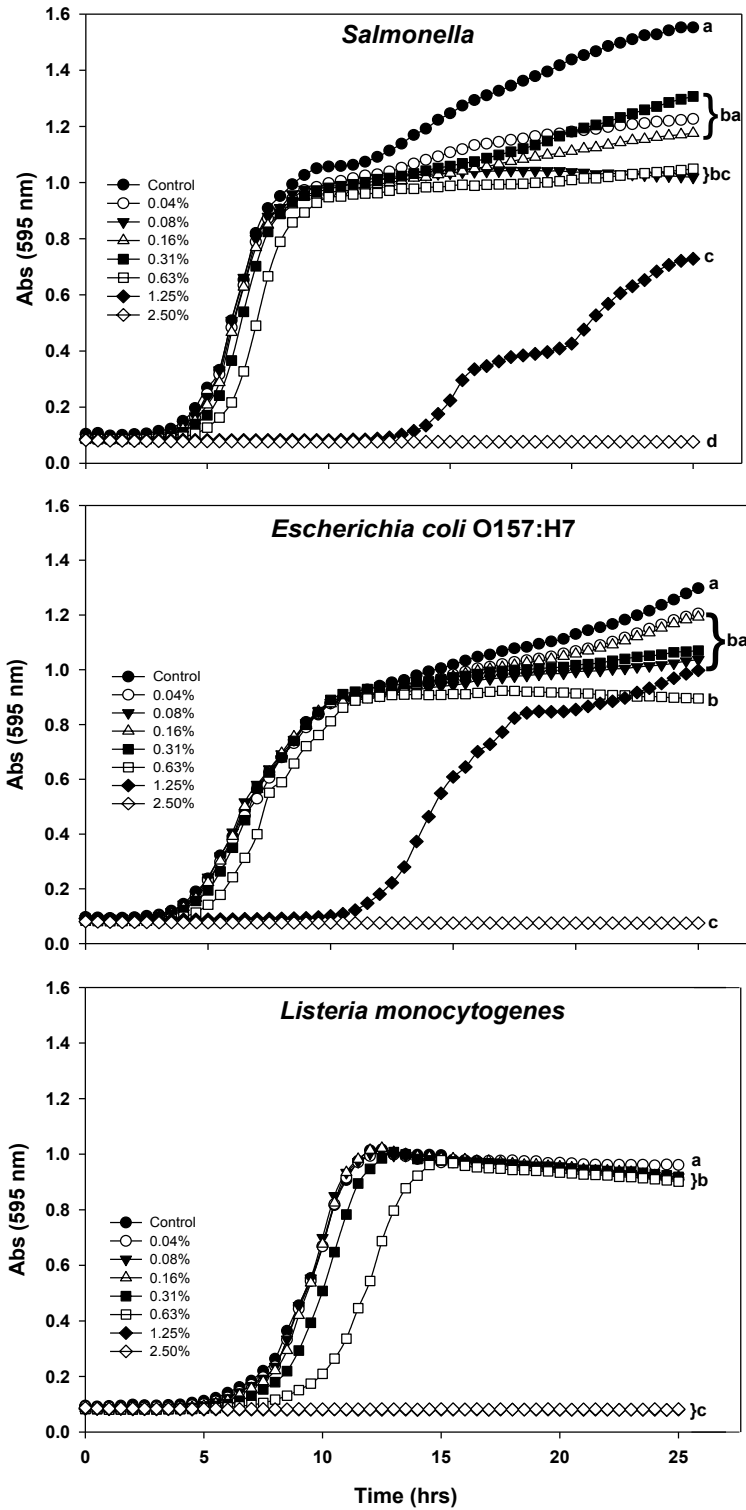 Salmonella
1.6
1.4
1.2
1.0
0.8
0.6
0.4
0.2
0.0
Abs (595 nm)
Control
0.04%
0.08%
0.16%
0.31%
0.63%
1.25%
2.50%
a
}ba
}bc
c
d
Escherichia coli O157:H7
1.6
1.4
1.2
1.0
0.8
0.6
0.4
0.2
0.0
Abs (595 nm)
Control
0.04%
0.08%
0.16%
0.31%
0.63%
1.25%
2.50%
a
}ba
b
c
Listeria monocytogenes
1.6
1.4
1.2
1.0
0.8
0.6
0.4
0.2
0.0
Abs (595 nm)
Control
0.04%
0.08%
0.16%
0.31%
0.63%
1.25%
2.50%
a
}b
}c
0 5 10 15 20 25
Time (hrs)